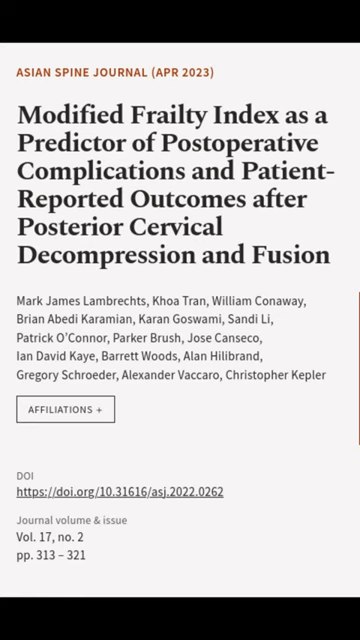 ASIAN SPINE JOURNAL (APR 2023)
Modified Frailty Index as a
Predictor of Postoperative
Complications and Patient-
Reported Outcomes after
Posterior Cervical
Decompression and Fusion
Mark James Lambrechts, Khoa Tran, William Conaway,
Brian Abedi Karamian, Karan Goswami, Sandi Li,
Patrick O’Connor, Parker Brush, Jose Canseco,
Ian David Kaye, Barrett Woods, Alan Hilibrand,
Gregory Schroeder, Alexander Vaccaro, Christopher Kepler
AFFILIATIONS +
DOI
https://doi.org/10.31616/asj.2022.0262
Journal volume & issue
Vol. 17, no. 2
pp. 313 – 321